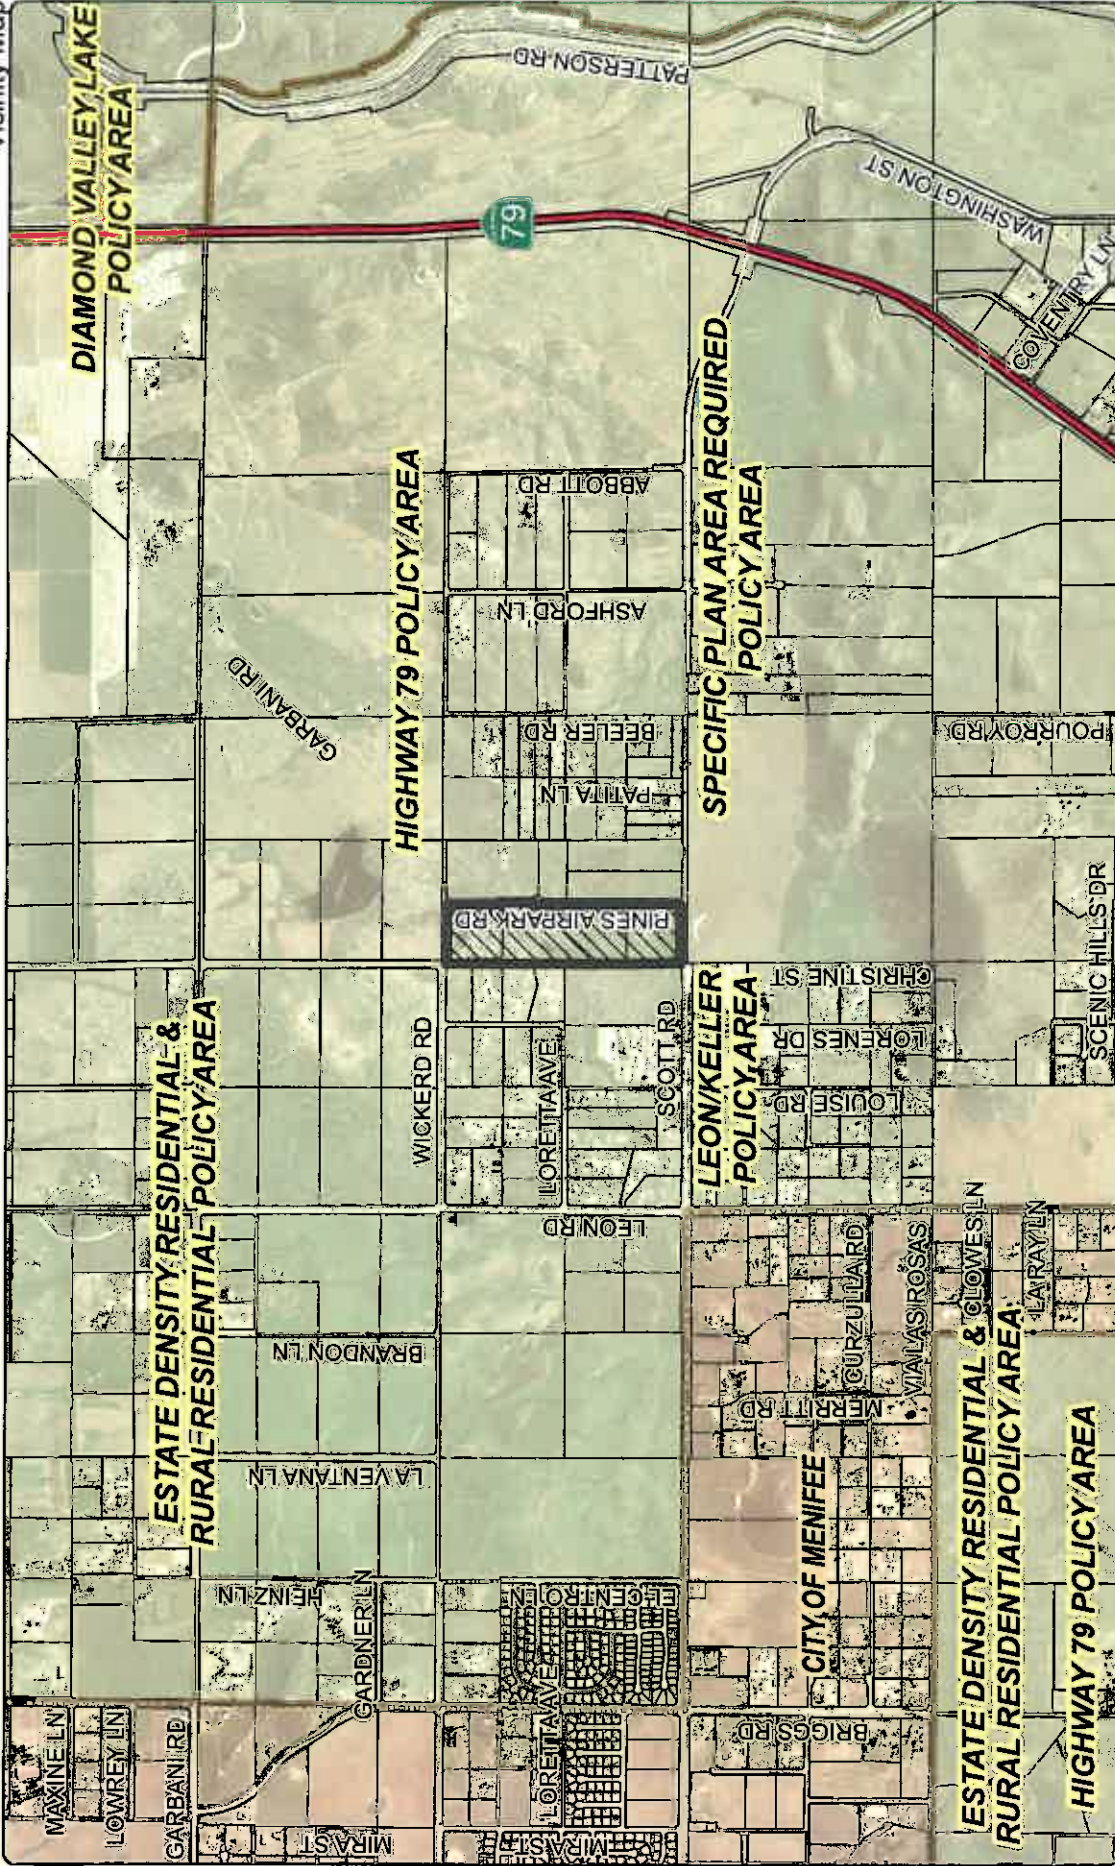 DIAMOND VALLEY LAKE
POLICY AREA
PATTERSON RD
79
WASHINGTON ST
COVENTRY LN
HIGHWAY 79 POLICY AREA
SPECIFIC PLAN AREA REQUIRED
POLICY AREA
ABBOTT RD
ASHFORD LN
GARBANI RD
BEELER RD
PATITA LN
POURROY RD
PINES AIRPARK RD
SCENIC HILLS DR
ESTATE DENSITY RESIDENTIAL &
RURAL RESIDENTIAL POLICY AREA
WICKERD RD
LORETTA AVE
SCOTT RD
LEON/KELLER
POLICY AREA
CHRISTINE ST
LORENES DR
LOUISE RD
LEON RD
BRANDON LN
LA VENTANA LN
HEINZ LN
GARDNER LN
EL CENTRO LN
CURZULLA RD
VIA LAS ROSAS
CLOWES LN
LA RAY LN
MERRITT RD
CITY OF MENIFEE
ESTATE DENSITY RESIDENTIAL &
RURAL RESIDENTIAL POLICY AREA
HIGHWAY 79 POLICY AREA
MAXINE LN
LOWREY LN
GARBANI RD
MIRA ST
LORETTA AVE
MIRA ST
BRIGGS RD